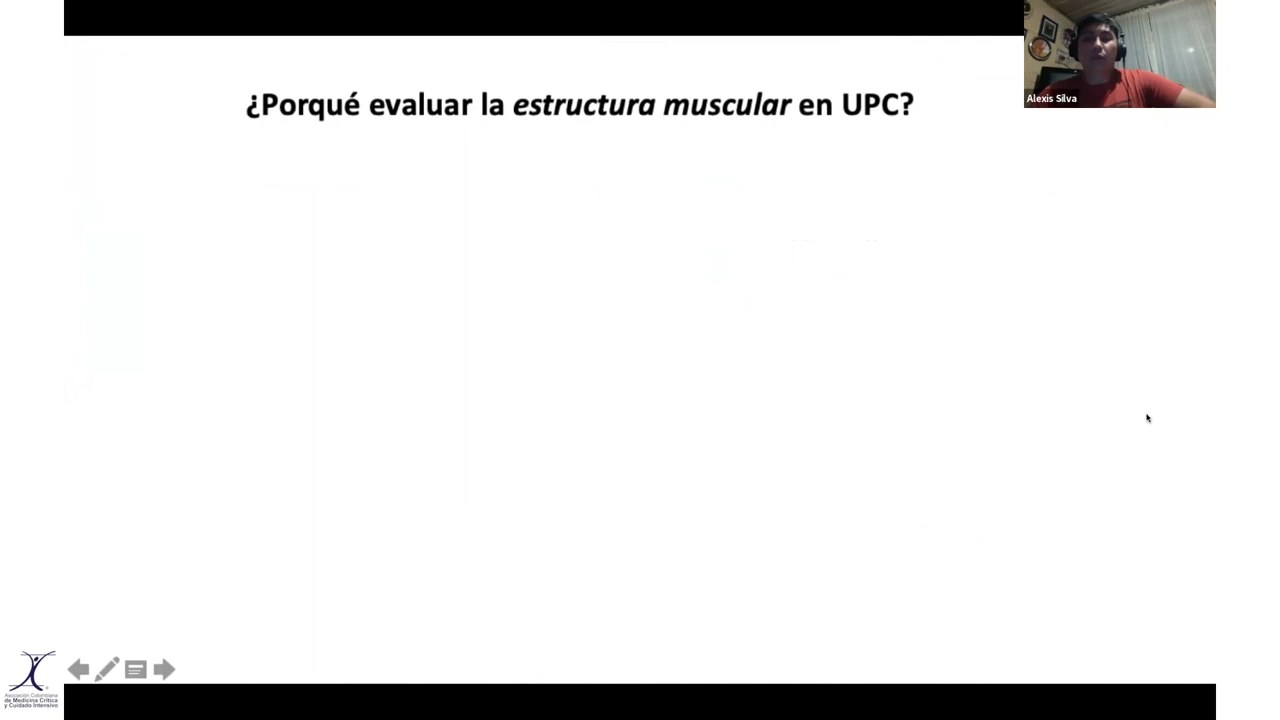 ¿Porqué evaluar la estructura muscular en UPC?
Alexis Silva
Asociación Colombiana
de Medicina Crítica
y Cuidado Intensivo